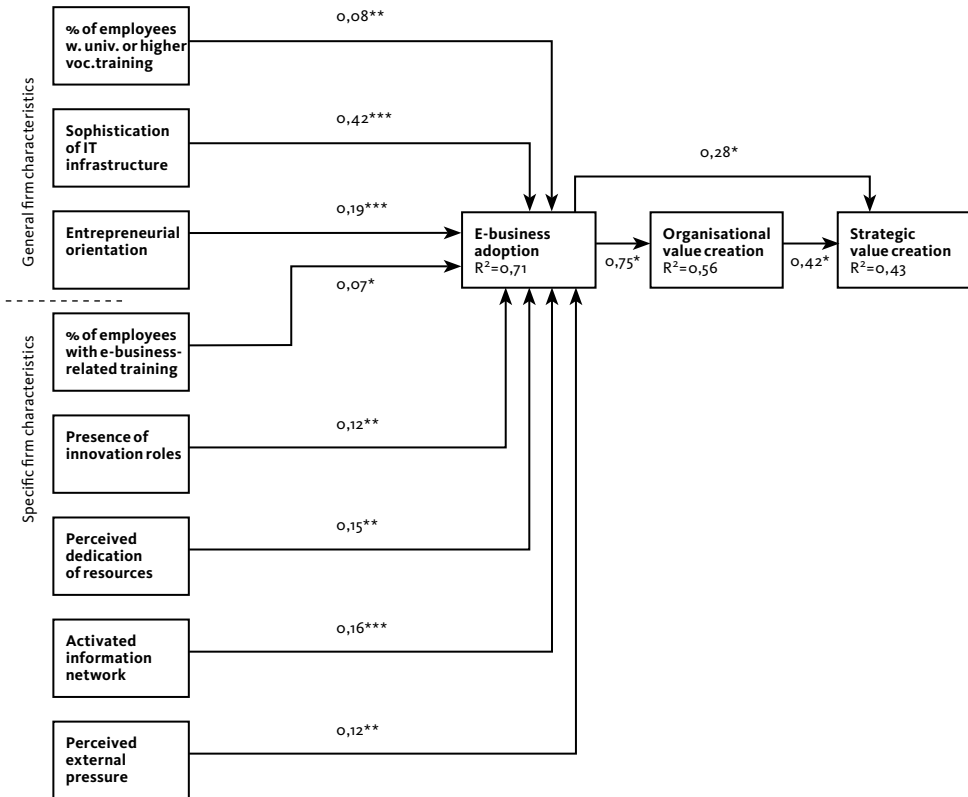 General firm characteristics
% of employees
w. univ. or higher
voc.training
0,08**
Sophistication
of IT
infrastructure
0,42***
Entrepreneurial
orientation
0,19***
Specific firm characteristics
% of employees
with e-business-
related training
0,07*
Presence of
innovation roles
0,12**
Perceived
dedication
of resources
0,15**
Activated
information
network
0,16***
Perceived
external
pressure
0,12**
E-business
adoption
R²=0,71
0,75*
0,28*
Organisational
value creation
R²=0,56
0,42*
Strategic
value creation
R²=0,43